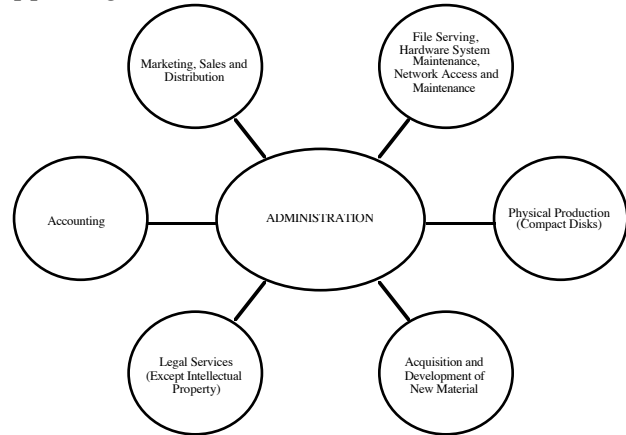 Marketing, Sales and
Distribution
File Serving,
Hardware System
Maintenance,
Network Access and
Maintenance
Accounting
ADMINISTRATION
Physical Production
(Compact Disks)
Legal Services
(Except Intellectual
Property)
Acquisition and
Development of
New Material